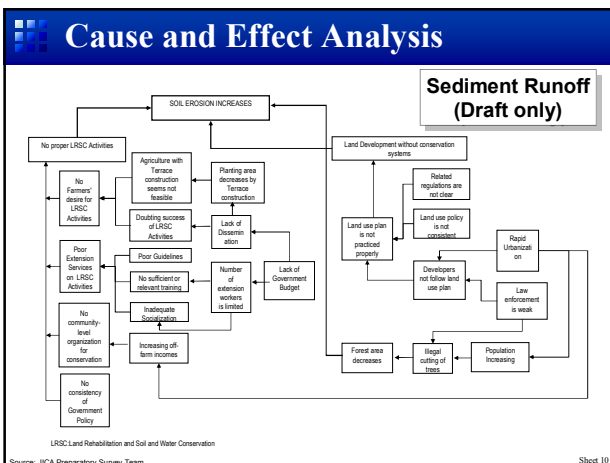 Cause and Effect Analysis
Sediment Runoff
(Draft only)
SOIL EROSION INCREASES
No proper LRSC Activities
Land Development without conservation
systems
No
Farmers'
desire for
LRSC
Activities
Agriculture with
Terrace
construction
seems not
feasible
Planting area
decreases by
Terrace
construction
Related
regulations are
not clear
Doubting success
of LRSC
Activities
Lack of
Dissemin
ation
Land use plan
is not
practiced
properly
Land use policy
is not
consistent
Rapid
Urbanizati
on
Poor
Extension
Services
on LRSC
Activities
Poor Guidelines
No sufficient or
relevant training
Inadequate
Socialization
Number
of
extension
workers
is limited
Lack of
Government
Budget
Developers
not follow land
use plan
Law
enforcement
is weak
No
community-
level
organization
for
conservation
Increasing off-
farm incomes
Forest area
decreases
Illegal
cutting of
trees
Population
Increasing
No
consistency
of
Government
Policy
LRSC:Land Rehabilitation and Soil and Water Conservation
Source: JICA Preparatory Survey Team
Sheet 10